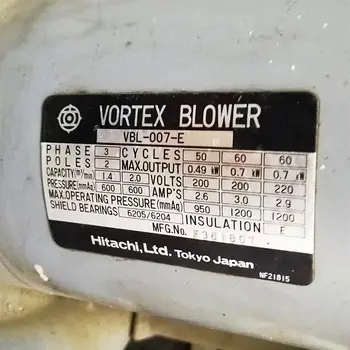 VORTEX BLOWER
VBL-007-E
PHASE 3 CYCLES 50 60 60
POLES 2 MAX.OUTPUT 0.49 kW 0.7 kW 0.7 kW
CAPACITY(m³/min) 1.4 2.0 VOLTS 200 200 220
PRESSURE(mmAq) 600 600 AMP'S 2.6 3.0 2.9
MAX.OPERATING PRESSURE(mmAq) 950 1200 1200
SHIELD BEARINGS 6205/6204 INSULATION E
MFG.No.
Hitachi,Ltd. Tokyo Japan
NF21815